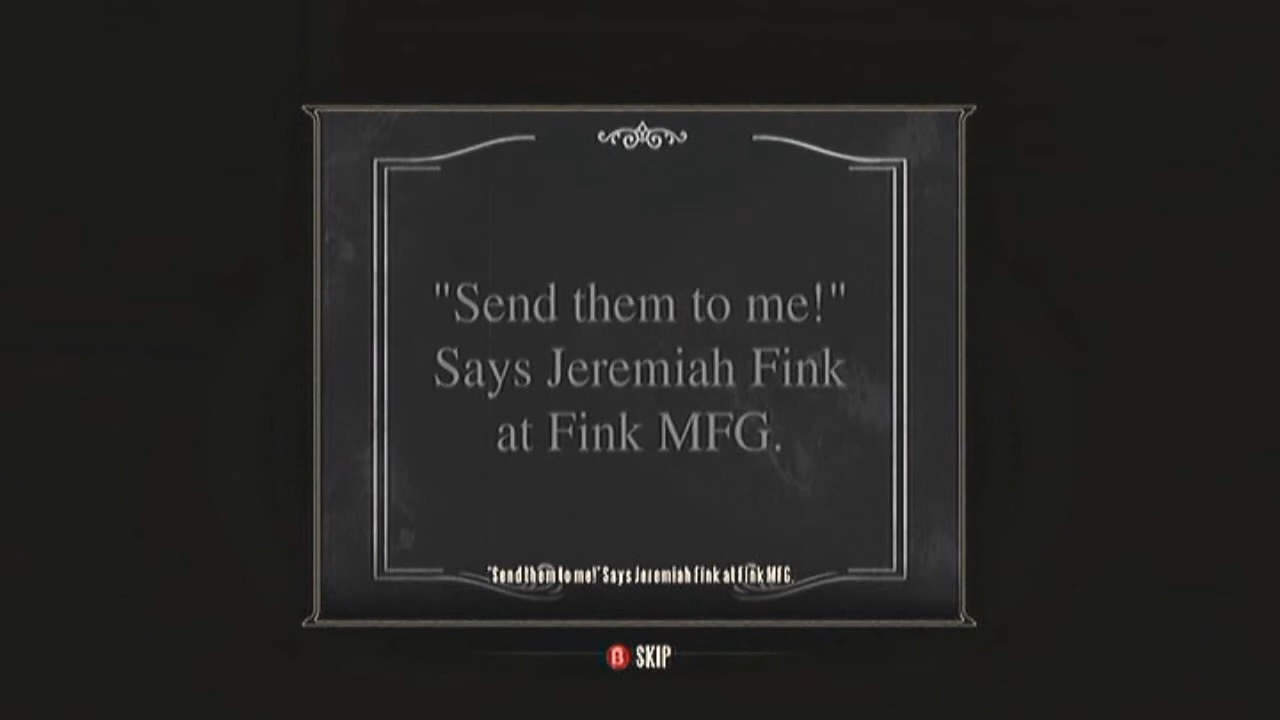 "Send them to me!"
Says Jeremiah Fink
at Fink MFG.
"Send them to me!" Says Jeremiah Fink at Fink MFG.
B SKIP